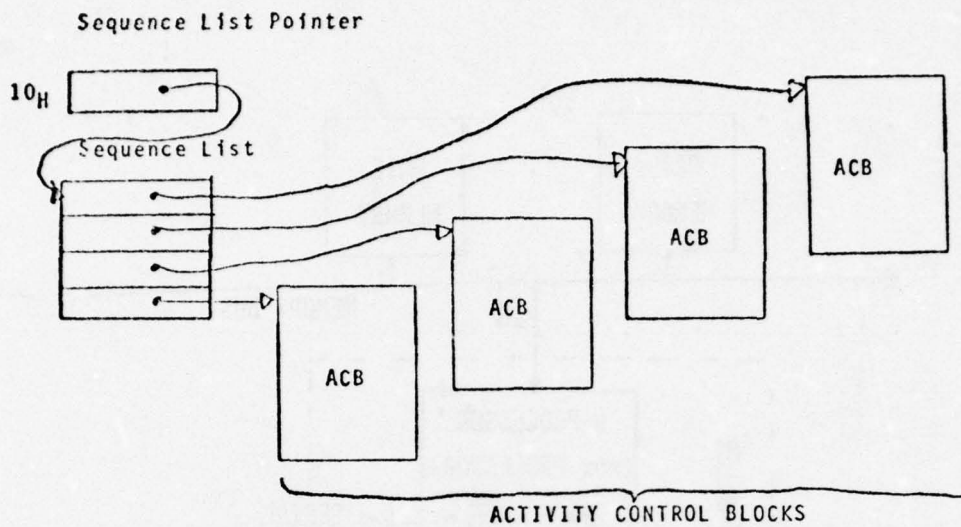 Sequence List Pointer
10H
Sequence List
ACB
ACB
ACB
ACB
ACTIVITY CONTROL BLOCKS